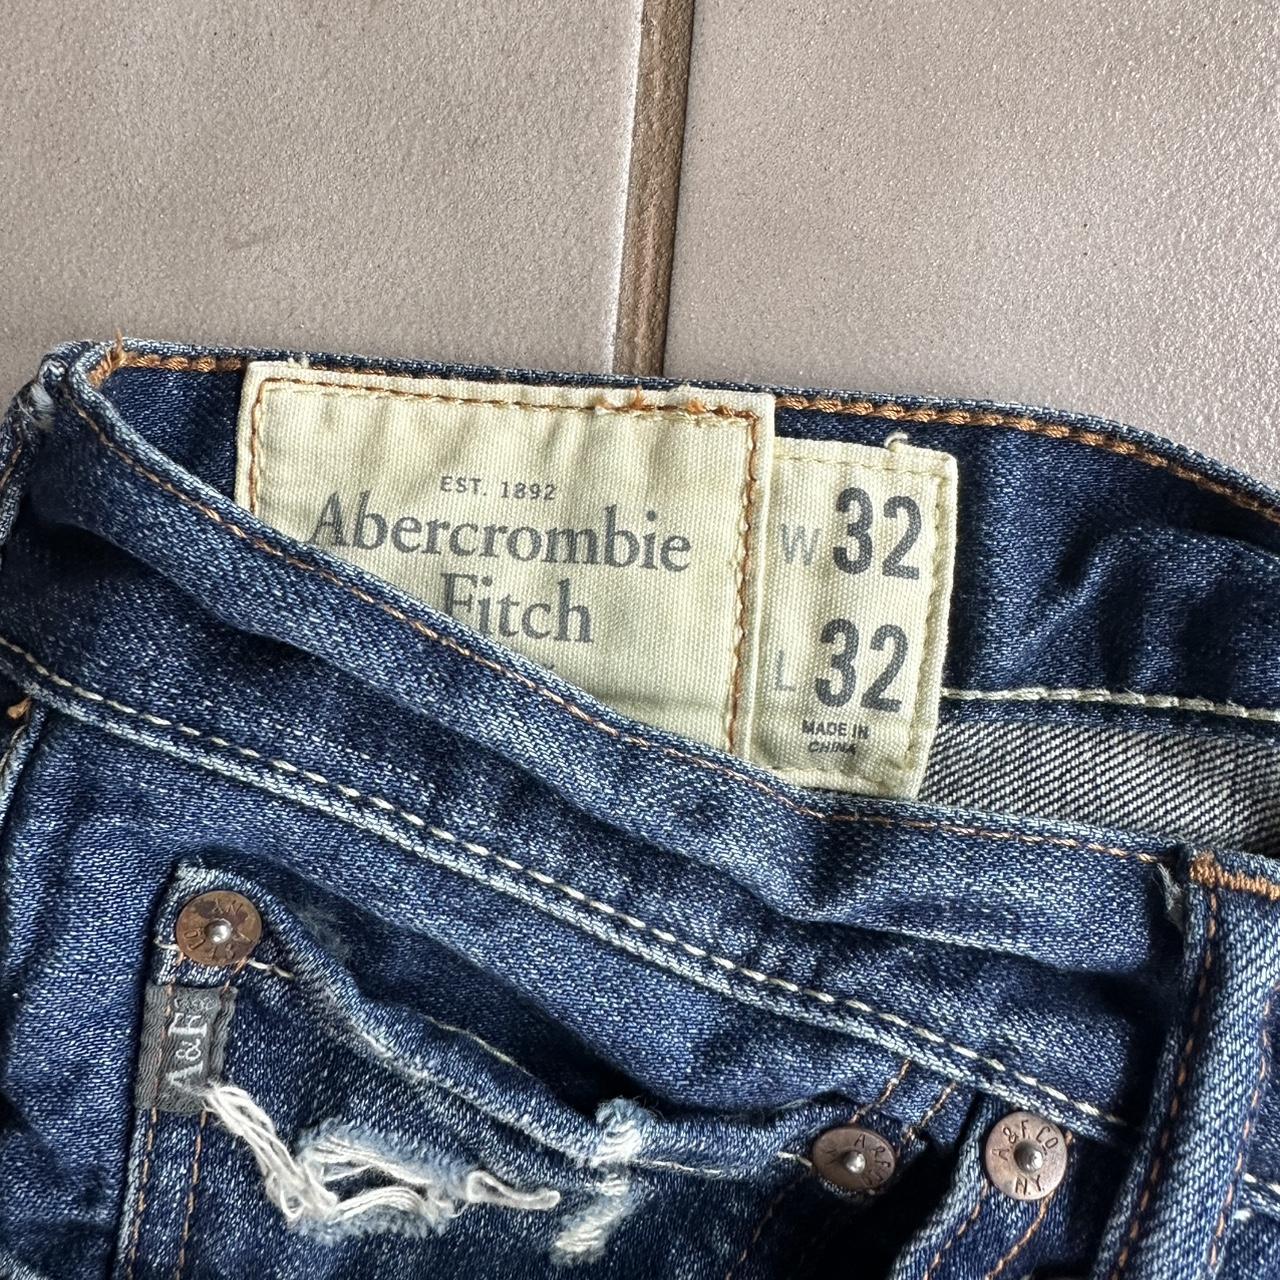 EST. 1892
Abercrombie
Fitch
W 32
L 32
MADE IN
CHINA
A&F
A&F CO.
N.Y.